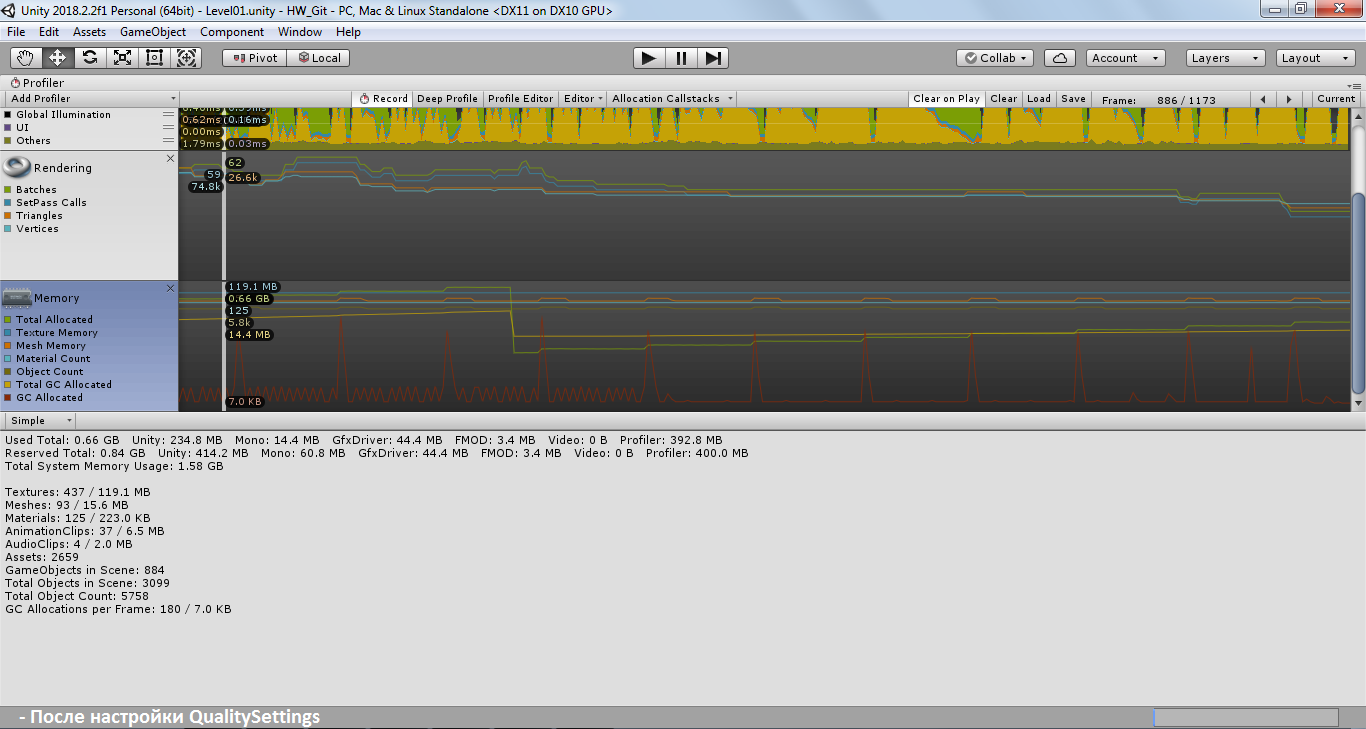 Unity 2018.2.2f1 Personal (64bit) - Level01.unity - HW_Git - PC, Mac & Linux Standalone <DX11 on DX10 GPU>
File Edit Assets GameObject Component Window Help
Pivot Local Collab Account Layers Layout
Profiler
Add Profiler Record Deep Profile Profile Editor Editor Allocation Callstacks Clear on Play Clear Load Save Frame: 886 / 1173 Current
Global Illumination
UI
Others
0.62ms 0.16ms
0.00ms
1.79ms 0.03ms
Rendering
Batches
SetPass Calls
Triangles
Vertices
62
59
26.6k
74.8k
Memory
Total Allocated
Texture Memory
Mesh Memory
Material Count
Object Count
Total GC Allocated
GC Allocated
119.1 MB
0.66 GB
125
5.8k
14.4 MB
7.0 KB
Simple
Used Total: 0.66 GB Unity: 234.8 MB Mono: 14.4 MB GfxDriver: 44.4 MB FMOD: 3.4 MB Video: 0 B Profiler: 392.8 MB
Reserved Total: 0.84 GB Unity: 414.2 MB Mono: 60.8 MB GfxDriver: 44.4 MB FMOD: 3.4 MB Video: 0 B Profiler: 400.0 MB
Total System Memory Usage: 1.58 GB
Textures: 437 / 119.1 MB
Meshes: 93 / 15.6 MB
Materials: 125 / 223.0 KB
AnimationClips: 37 / 6.5 MB
AudioClips: 4 / 2.0 MB
Assets: 2659
GameObjects in Scene: 884
Total Objects in Scene: 3099
Total Object Count: 5758
GC Allocations per Frame: 180 / 7.0 KB
- После настройки QualitySettings